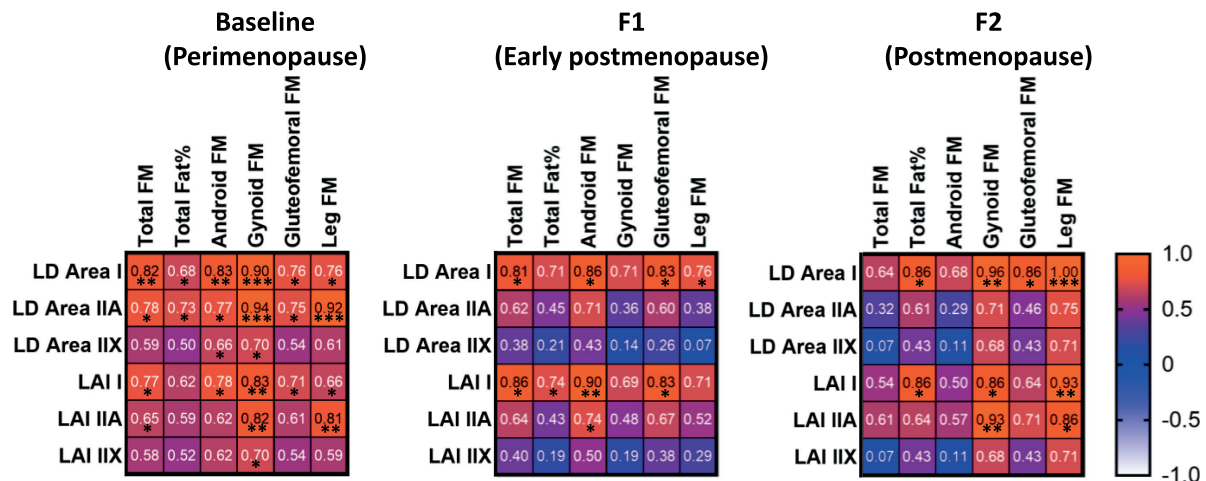 Baseline
(Perimenopause)
F1
(Early postmenopause)
F2
(Postmenopause)
Total FM
Total Fat%
Android FM
Gynoid FM
Gluteofemoral FM
Leg FM
Total FM
Total Fat%
Android FM
Gynoid FM
Gluteofemoral FM
Leg FM
Total FM
Total Fat%
Android FM
Gynoid FM
Gluteofemoral FM
Leg FM
LD Area I 0.82 0.68 0.83 0.90 0.76 0.76
** * ** *** * *
LD Area IIA 0.78 0.73 0.77 0.94 0.75 0.92
* * * *** * ***
LD Area IIX 0.59 0.50 0.66 0.70 0.54 0.61
* *
LAI I 0.77 0.62 0.78 0.83 0.71 0.66
* * ** * *
LAI IIA 0.65 0.59 0.62 0.82 0.61 0.81
* ** **
LAI IIX 0.58 0.52 0.62 0.70 0.54 0.59
*
LD Area I 0.81 0.71 0.86 0.71 0.83 0.76
* * * *
LD Area IIA 0.62 0.45 0.71 0.36 0.60 0.38
LD Area IIX 0.38 0.21 0.43 0.14 0.26 0.07
LAI I 0.86 0.74 0.90 0.69 0.83 0.71
* * ** *
LAI IIA 0.64 0.43 0.74 0.48 0.67 0.52
*
LAI IIX 0.40 0.19 0.50 0.19 0.38 0.29
LD Area I 0.64 0.86 0.68 0.96 0.86 1.00
* ** * ***
LD Area IIA 0.32 0.61 0.29 0.71 0.46 0.75
LD Area IIX 0.07 0.43 0.11 0.68 0.43 0.71
LAI I 0.54 0.86 0.50 0.86 0.64 0.93
* * **
LAI IIA 0.61 0.64 0.57 0.93 0.71 0.86
** *
LAI IIX 0.07 0.43 0.11 0.68 0.43 0.71
1.0
0.5
0
-0.5
-1.0